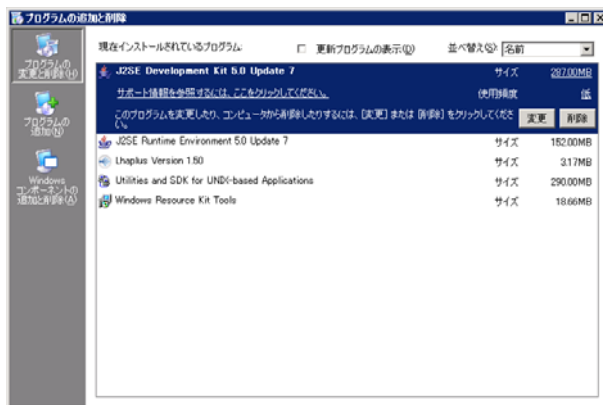 プログラムの追加と削除
プログラムの
変更と削除(H)
プログラムの
追加(N)
Windows
コンポーネントの
追加と削除(A)
現在インストールされているプログラム:
更新プログラムの表示(D)
並べ替え(S): 名前
J2SE Development Kit 5.0 Update 7 サイズ 287.00MB
サポート情報を参照するには、ここをクリックしてください。 使用頻度 低
このプログラムを変更したり、コンピュータから削除したりするには、[変更] または [削除] をクリックしてくださ
い。
変更 削除
J2SE Runtime Environment 5.0 Update 7 サイズ 152.00MB
Lhaplus Version 1.50 サイズ 3.17MB
Utilities and SDK for UNIX-based Applications サイズ 290.00MB
Windows Resource Kit Tools サイズ 18.66MB